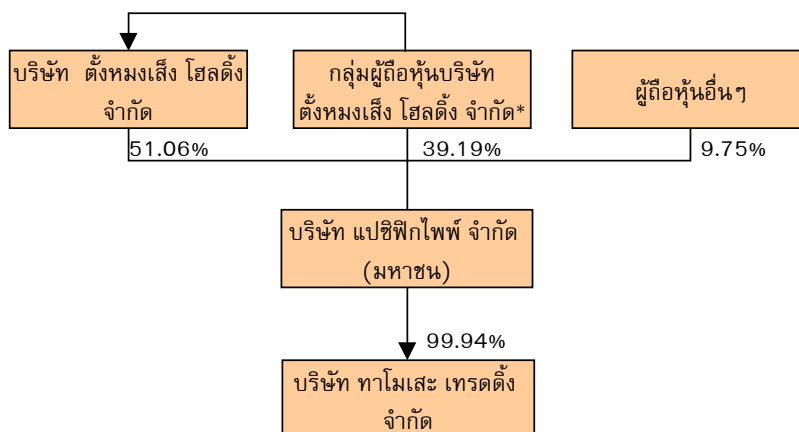 บริษัท ตั้งหมงเส็ง โฮลดิ้ง
จำกัด
กลุ่มผู้ถือหุ้นบริษัท
ตั้งหมงเส็ง โฮลดิ้ง จำกัด*
ผู้ถือหุ้นอื่นๆ
51.06%
39.19%
9.75%
บริษัท แปซิฟิกไพพ์ จำกัด
(มหาชน)
99.94%
บริษัท ทาโมเสะ เทรดดิ้ง
จำกัด